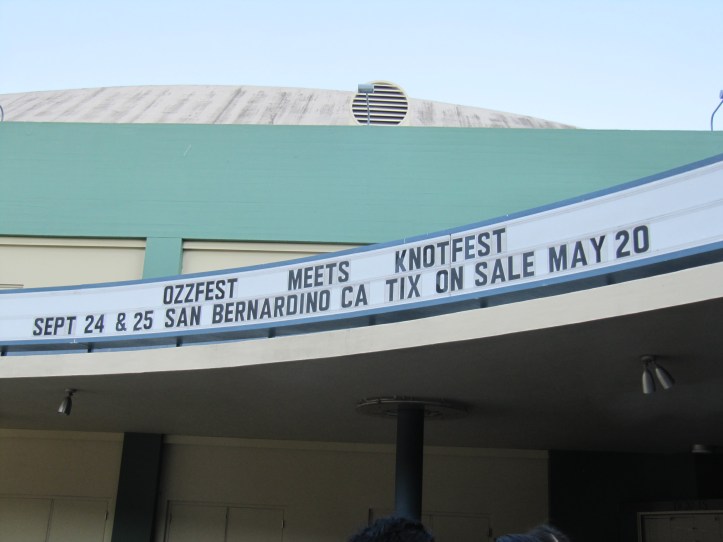 OZZFEST MEETS KNOTFEST
SEPT 24 & 25 SAN BERNARDINO CA TIX ON SALE MAY 20